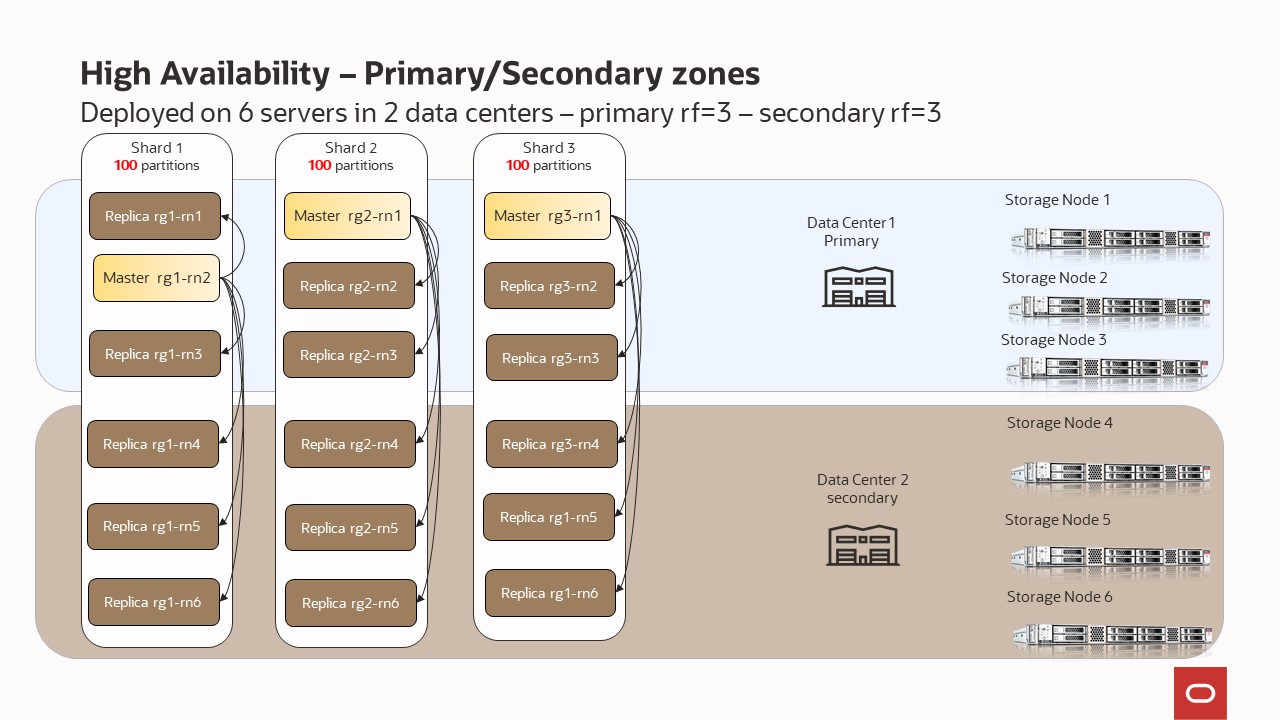 High Availability – Primary/Secondary zones
Deployed on 6 servers in 2 data centers – primary rf=3 – secondary rf=3
Shard 1
100 partitions
Replica rg1-rn1
Master rg1-rn2
Replica rg1-rn3
Replica rg1-rn4
Replica rg1-rn5
Replica rg1-rn6
Shard 2
100 partitions
Master rg2-rn1
Replica rg2-rn2
Replica rg2-rn3
Replica rg2-rn4
Replica rg2-rn5
Replica rg2-rn6
Shard 3
100 partitions
Master rg3-rn1
Replica rg3-rn2
Replica rg3-rn3
Replica rg3-rn4
Replica rg1-rn5
Replica rg1-rn6
Data Center 1
Primary
Data Center 2
secondary
Storage Node 1
Storage Node 2
Storage Node 3
Storage Node 4
Storage Node 5
Storage Node 6